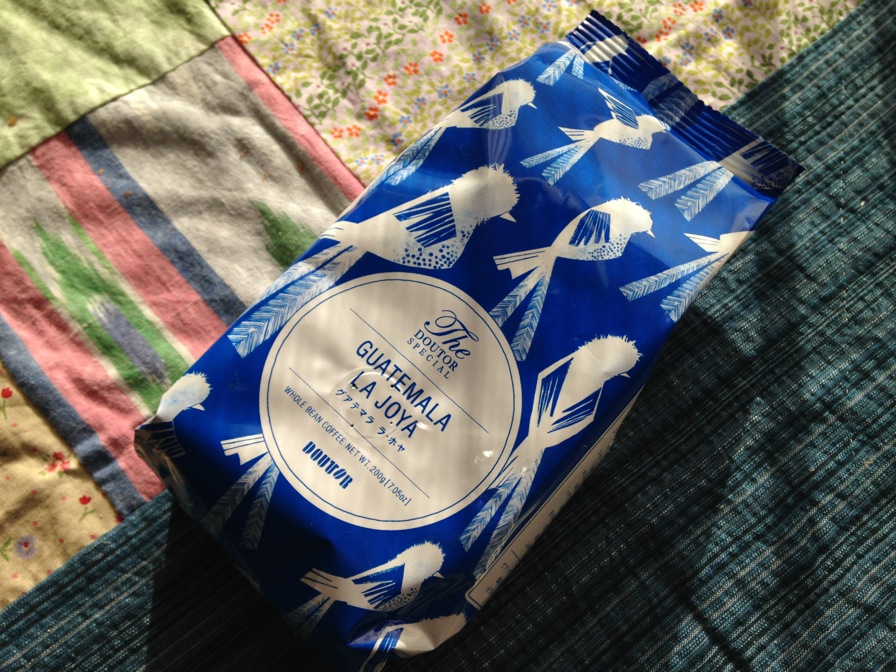 The
DOUTOR
SPECIAL
GUATEMALA
LA JOYA
グアテマラ ラ・ホヤ
WHOLE BEAN COFFEE NET WT. 200g [7.05oz]
DOUTOR